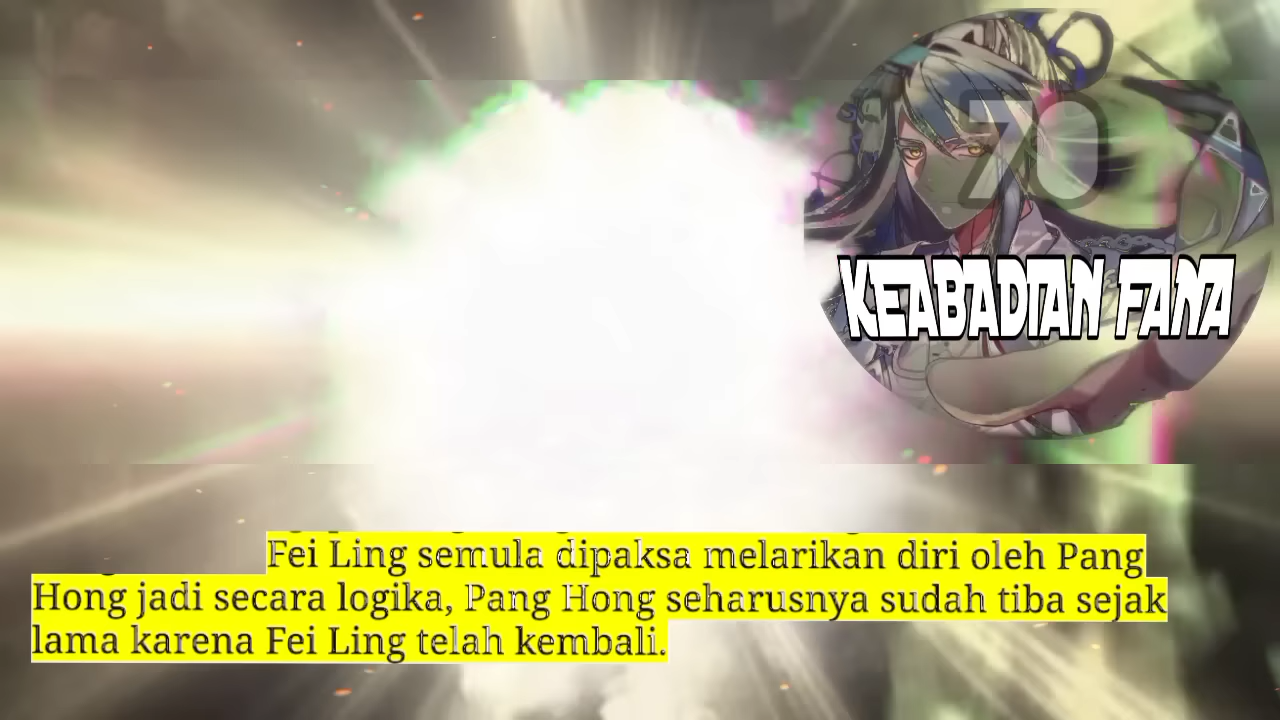 70
KEABADIAN FANA
Fei Ling semula dipaksa melarikan diri oleh Pang
Hong jadi secara logika, Pang Hong seharusnya sudah tiba sejak
lama karena Fei Ling telah kembali.